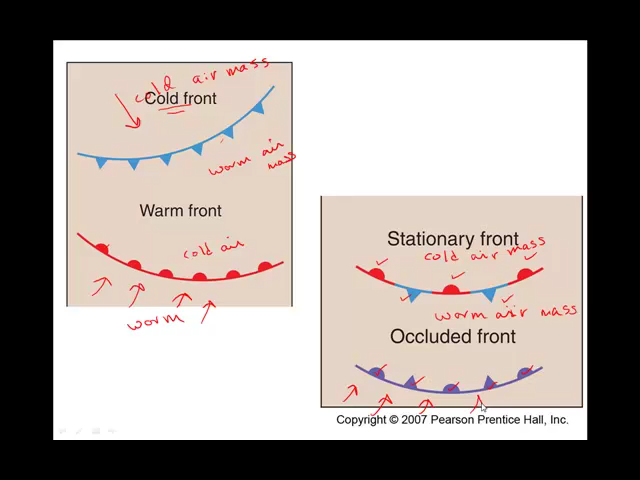 cold air mass
Cold front
warm air
mass
Warm front
cold air
warm
Stationary front
cold air mass
warm air mass
Occluded front
Copyright © 2007 Pearson Prentice Hall, Inc.